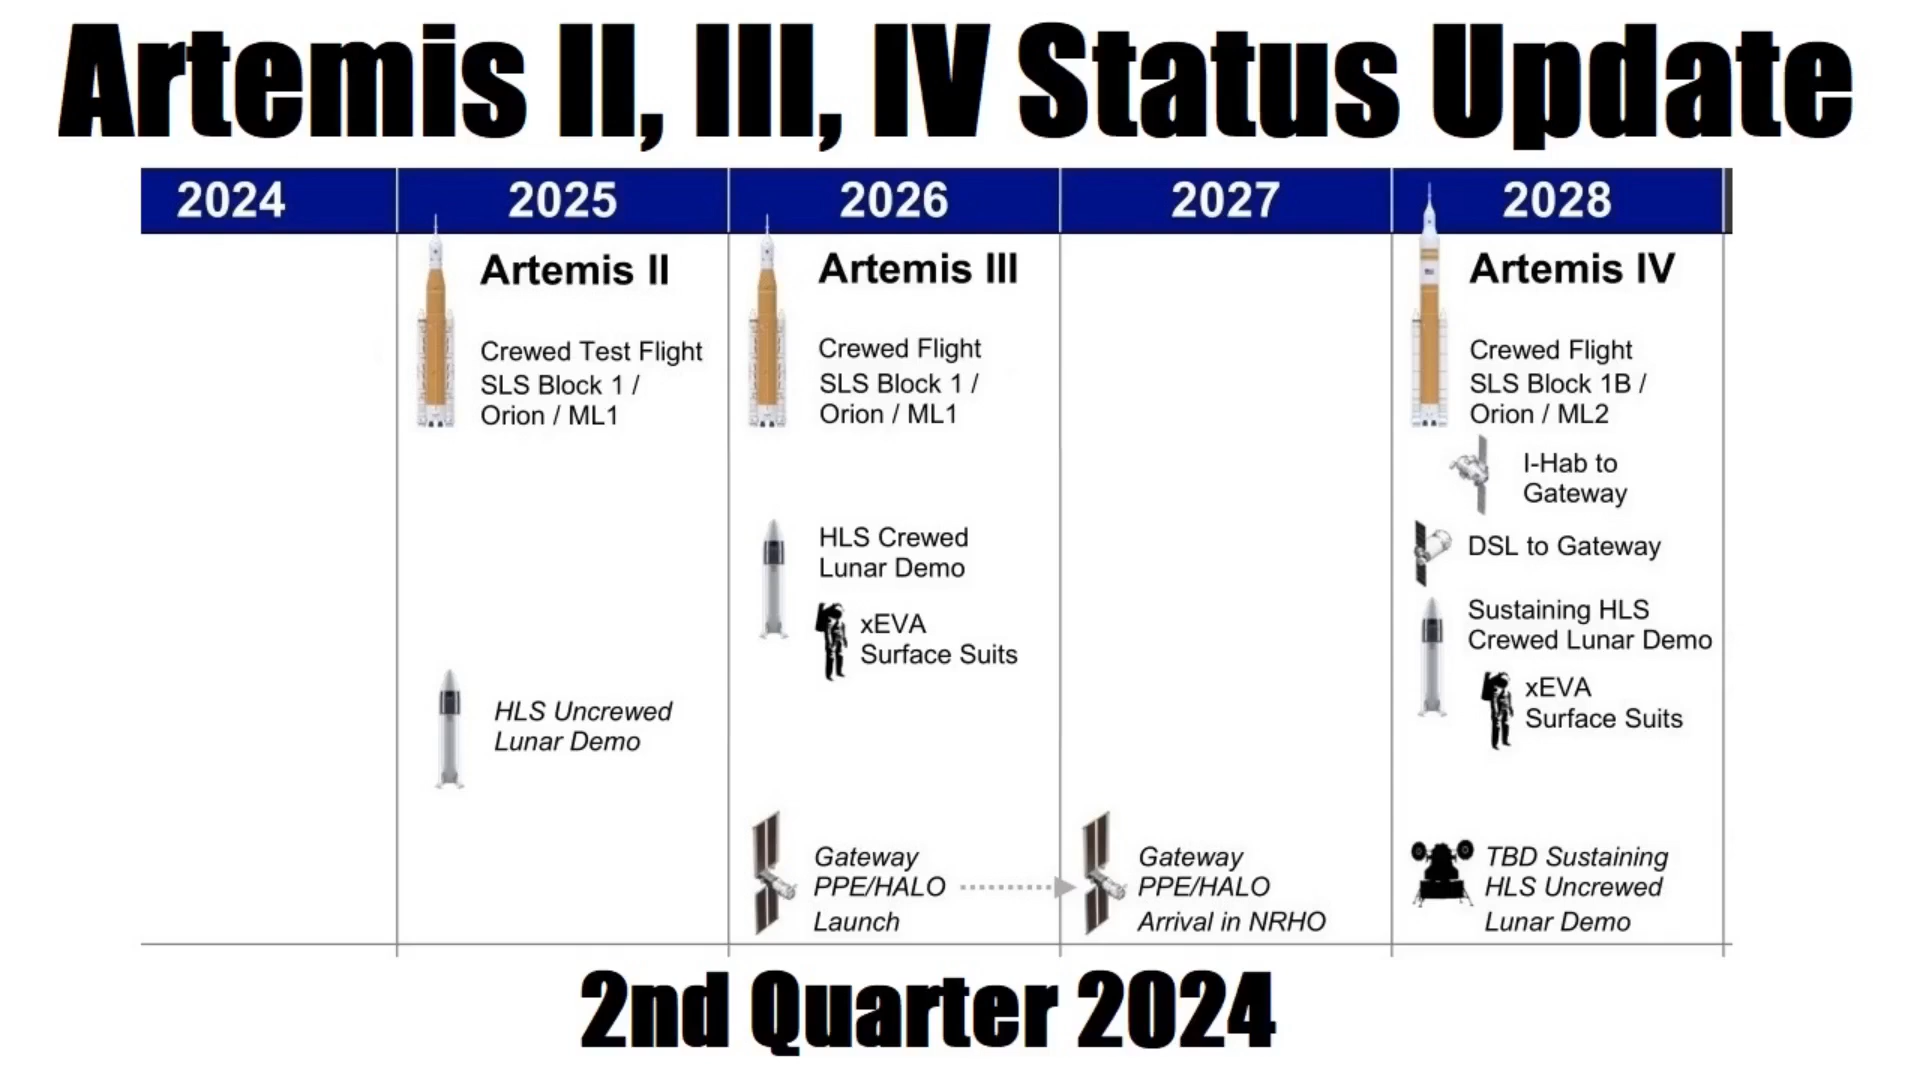 Artemis II, III, IV Status Update
2024
2025
2026
2027
2028
Artemis II
Crewed Test Flight
SLS Block 1 /
Orion / ML1
HLS Uncrewed
Lunar Demo
Artemis III
Crewed Flight
SLS Block 1 /
Orion / ML1
HLS Crewed
Lunar Demo
xEVA
Surface Suits
Gateway
PPE/HALO
Launch
Gateway
PPE/HALO
Arrival in NRHO
Artemis IV
Crewed Flight
SLS Block 1B /
Orion / ML2
I-Hab to
Gateway
DSL to Gateway
Sustaining HLS
Crewed Lunar Demo
xEVA
Surface Suits
TBD Sustaining
HLS Uncrewed
Lunar Demo
2nd Quarter 2024